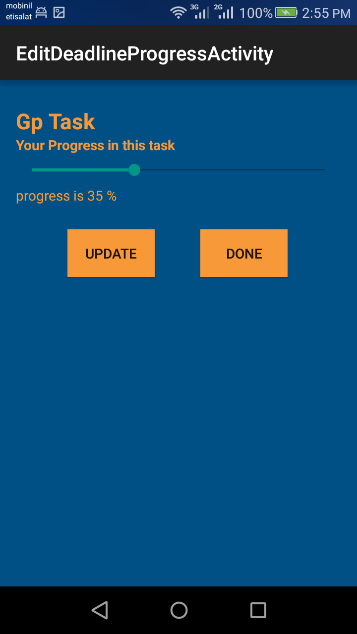 mobinil
etisalat 3G 2G 100% 2:55 PM
EditDeadlineProgressActivity
Gp Task
Your Progress in this task
progress is 35 %
UPDATE DONE